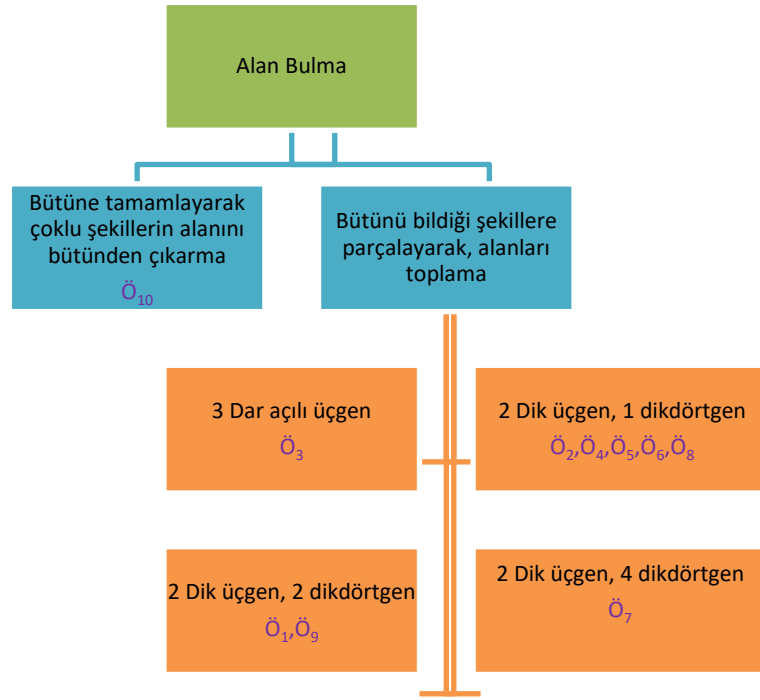 Alan Bulma
Bütüne tamamlayarak
çoklu şekillerin alanını
bütünden çıkarma
Ö₁₀
Bütünü bildiği şekillere
parçalayarak, alanları
toplama
3 Dar açılı üçgen
Ö₃
2 Dik üçgen, 1 dikdörtgen
Ö₂,Ö₄,Ö₅,Ö₆,Ö₈
2 Dik üçgen, 2 dikdörtgen
Ö₁,Ö₉
2 Dik üçgen, 4 dikdörtgen
Ö₇